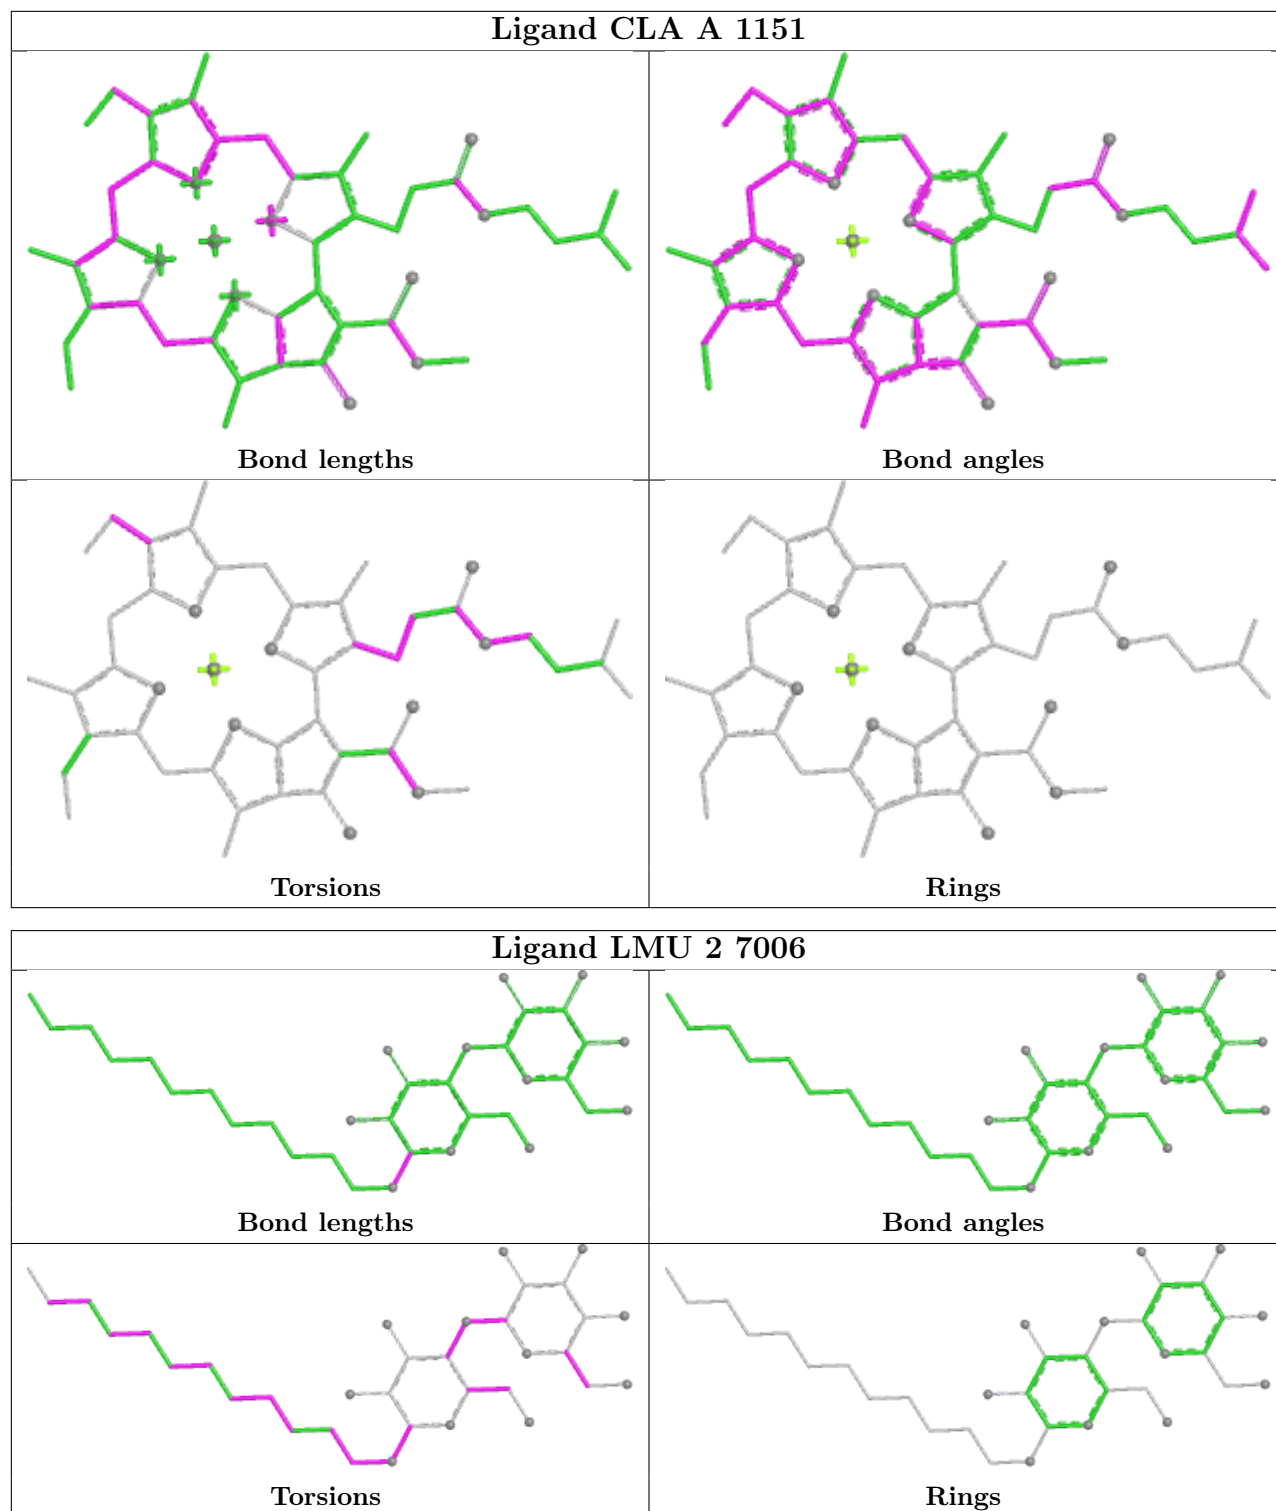 Ligand CLA A 1151
Bond lengths
Bond angles
Torsions
Rings
Ligand LMU 2 7006
Bond lengths
Bond angles
Torsions
Rings